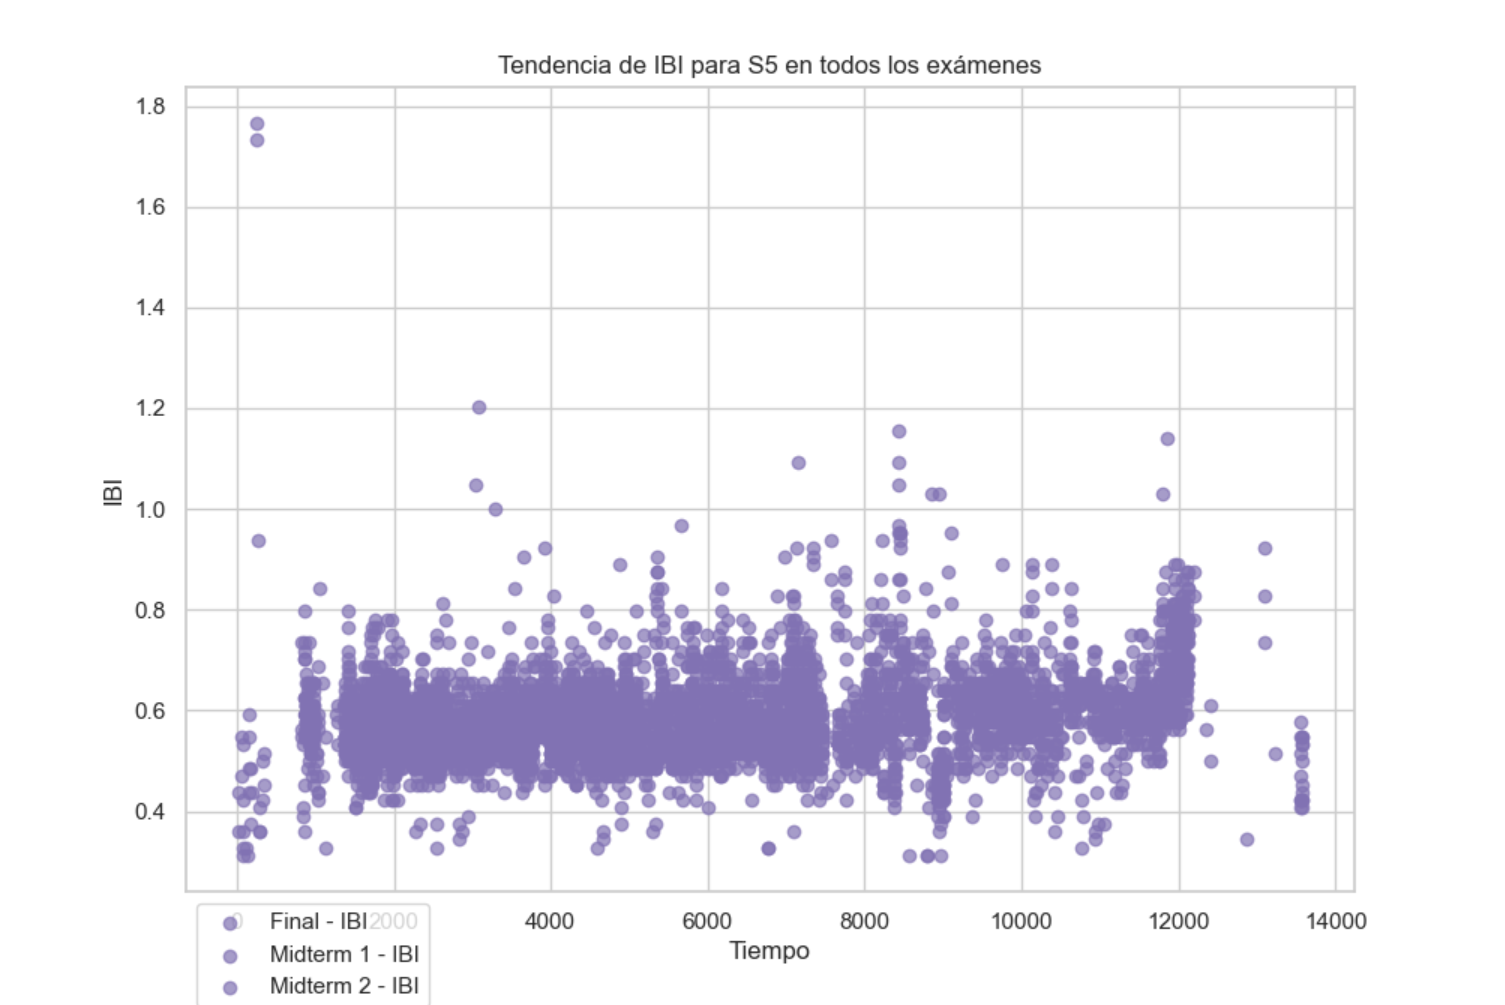 Tendencia de IBI para S5 en todos los exámenes
1.8
1.6
1.4
1.2
1.0
0.8
0.6
0.4
IBI
0 2000 4000 6000 8000 10000 12000 14000
Tiempo
Final - IBI
Midterm 1 - IBI
Midterm 2 - IBI